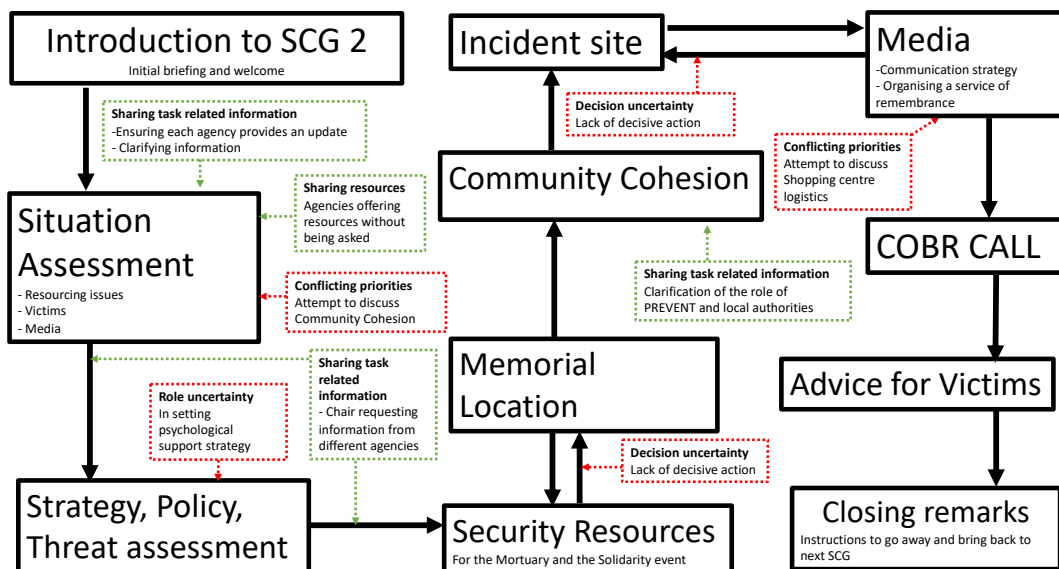 Introduction to SCG 2
Initial briefing and welcome
Sharing task related information
-Ensuring each agency provides an update
- Clarifying information
Sharing resources
Agencies offering
resources without
being asked
Situation
Assessment
- Resourcing issues
- Victims
- Media
Conflicting priorities
Attempt to discuss
Community Cohesion
Sharing task
related
information
- Chair requesting
information from
different agencies
Role uncertainty
In setting
psychological
support strategy
Strategy, Policy,
Threat assessment
Incident site
Decision uncertainty
Lack of decisive action
Community Cohesion
Sharing task related information
Clarification of the role of
PREVENT and local authorities
Memorial
Location
Decision uncertainty
Lack of decisive action
Security Resources
For the Mortuary and the Solidarity event
Media
-Communication strategy
- Organising a service of
remembrance
Conflicting priorities
Attempt to discuss
Shopping centre
logistics
COBR CALL
Advice for Victims
Closing remarks
Instructions to go away and bring back to
next SCG